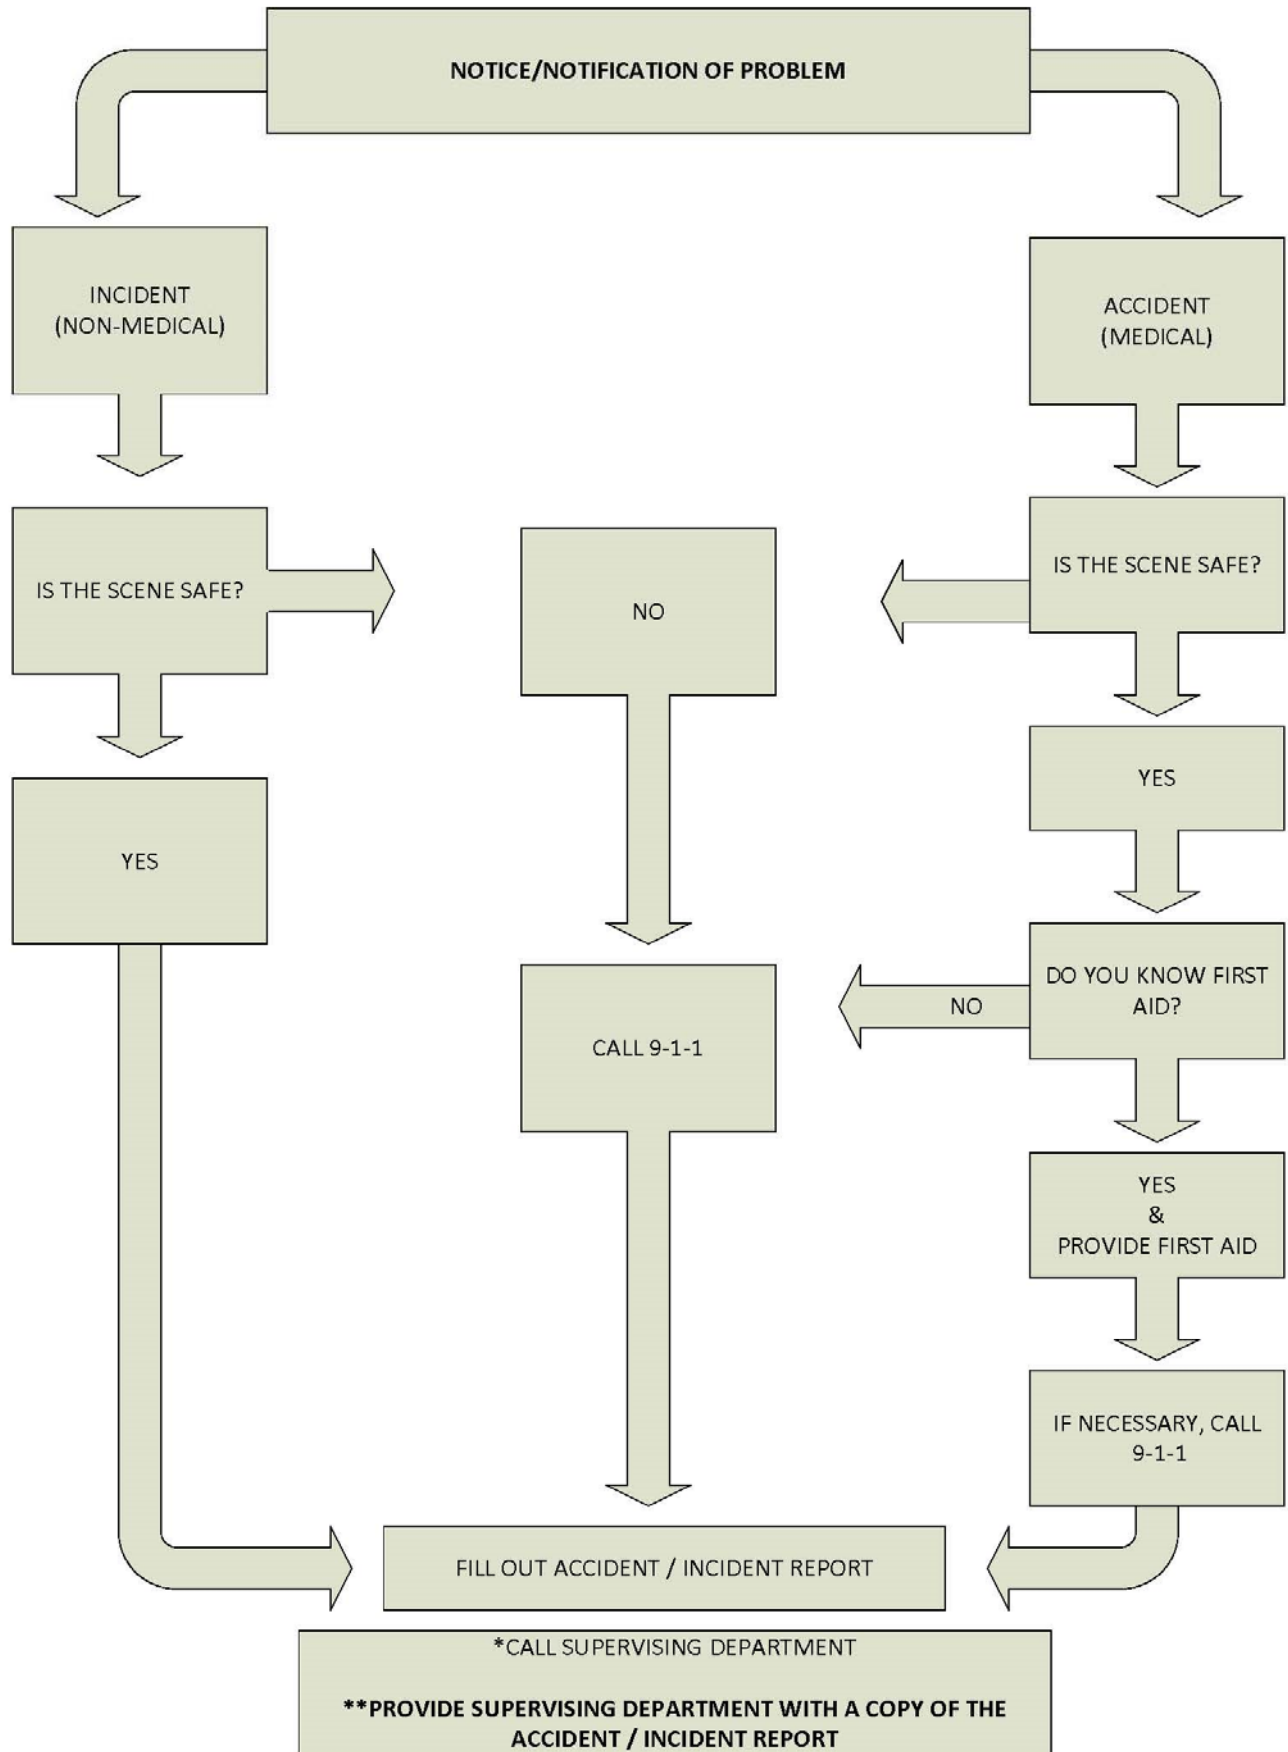 NOTICE/NOTIFICATION OF PROBLEM
INCIDENT
(NON-MEDICAL)
ACCIDENT
(MEDICAL)
IS THE SCENE SAFE?
NO
IS THE SCENE SAFE?
YES
YES
DO YOU KNOW FIRST
AID?
NO
CALL 9-1-1
YES
&
PROVIDE FIRST AID
IF NECESSARY, CALL
9-1-1
FILL OUT ACCIDENT / INCIDENT REPORT
*CALL SUPERVISING DEPARTMENT
**PROVIDE SUPERVISING DEPARTMENT WITH A COPY OF THE
ACCIDENT / INCIDENT REPORT